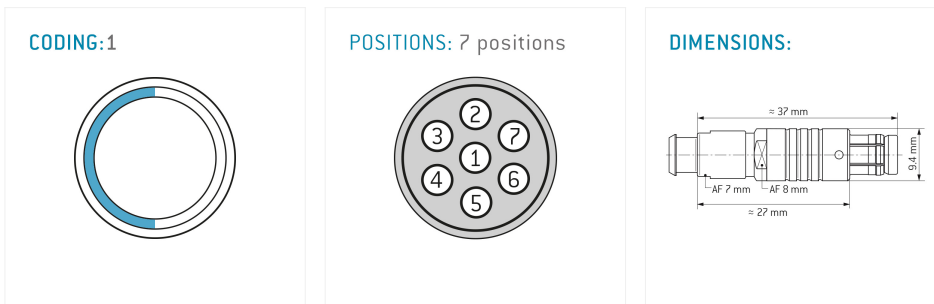 CODING:1
POSITIONS: 7 positions
2
3
7
1
4
6
5
DIMENSIONS:
≈ 37 mm
9.4 mm
AF 7 mm
AF 8 mm
≈ 27 mm